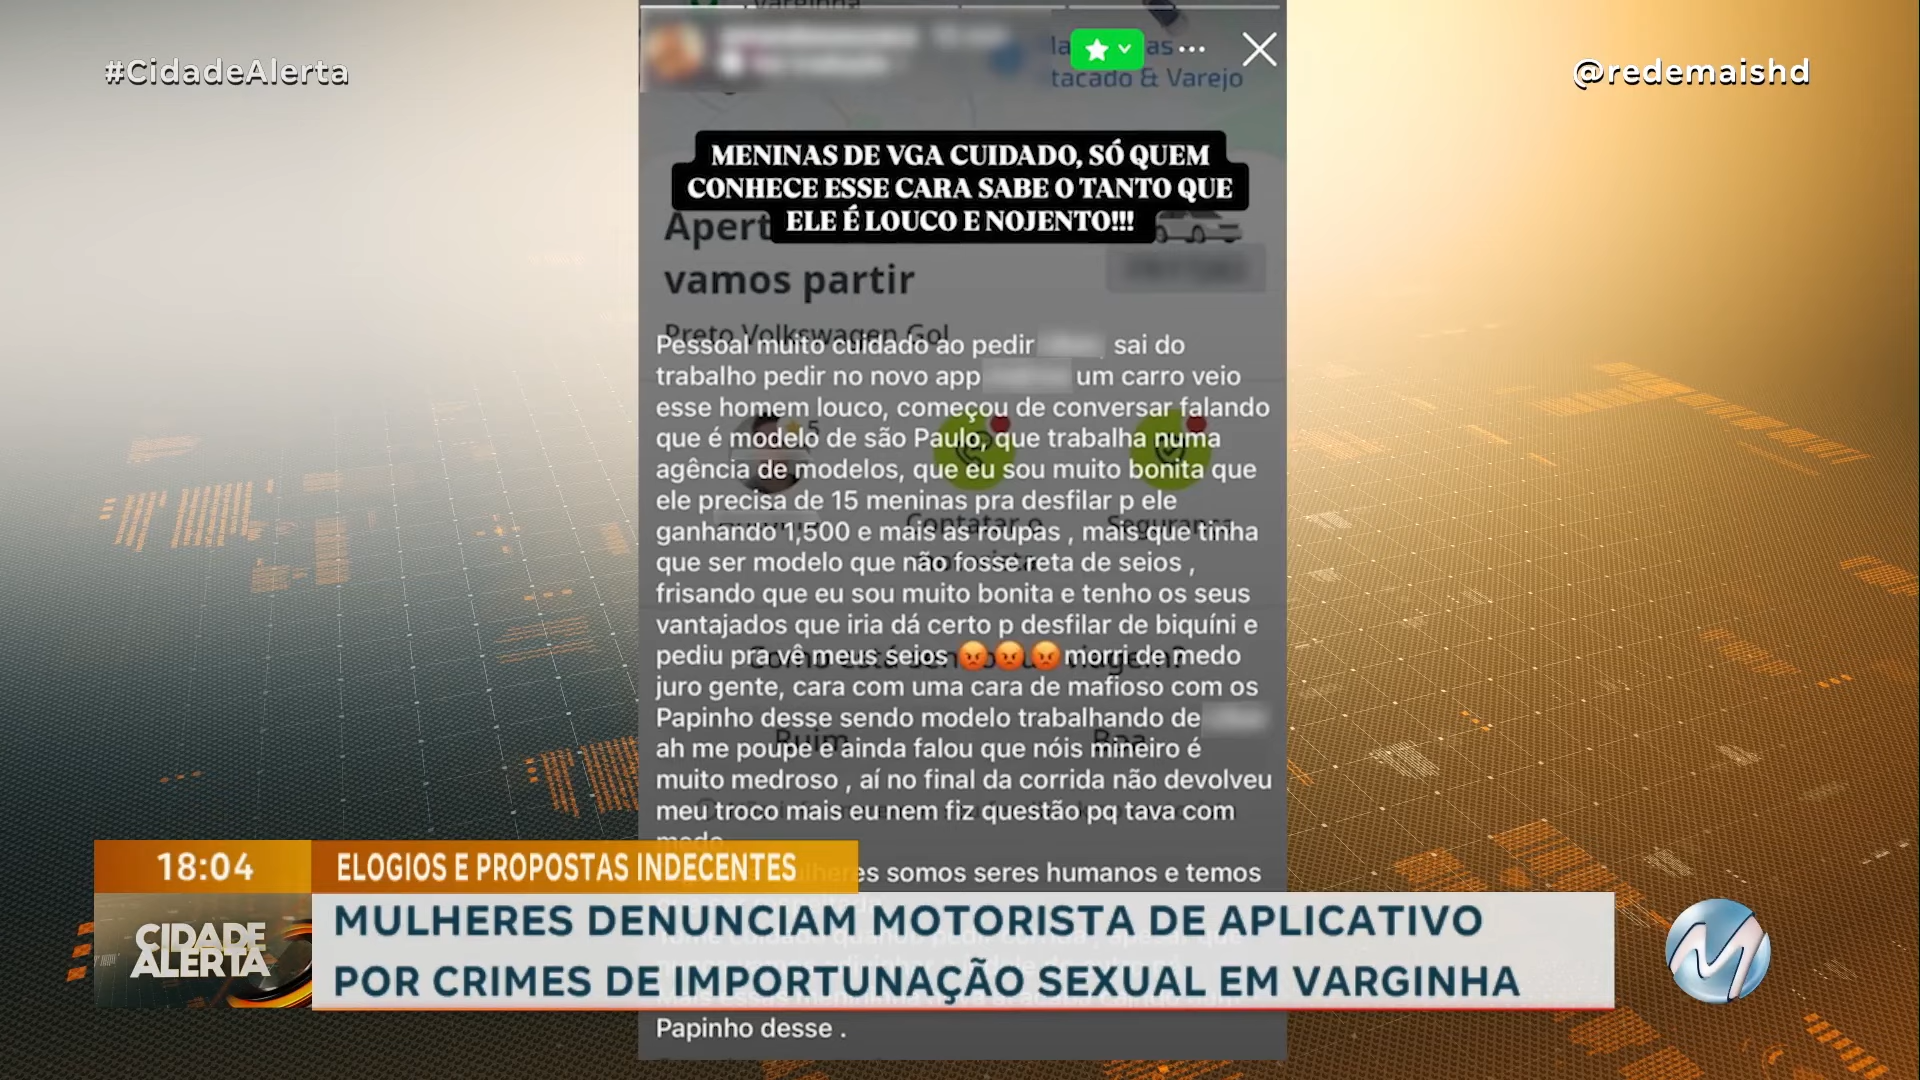 Varginha
#CidadeAlerta
@redemaishd
tacado & Varejo
MENINAS DE VGA CUIDADO, SÓ QUEM
CONHECE ESSE CARA SABE O TANTO QUE
ELE É LOUCO E NOJENTO!!!
Apert
vamos partir
Preto Volkswagen Gol
Pessoal muito cuidado ao pedir sai do
trabalho pedir no novo app um carro veio
esse homem louco, começou de conversar falando
que é modelo de são Paulo, que trabalha numa
agência de modelos, que eu sou muito bonita que
ele precisa de 15 meninas pra desfilar p ele
ganhando 1,500 e mais as roupas , mais que tinha
que ser modelo que não fosse reta de seios ,
frisando que eu sou muito bonita e tenho os seus
vantajados que iria dá certo p desfilar de biquíni e
pediu pra vê meus seios 😡😡😡morri de medo
juro gente, cara com uma cara de mafioso com os
Papinho desse sendo modelo trabalhando de
ah me poupe e ainda falou que nóis mineiro é
muito medroso , aí no final da corrida não devolveu
meu troco mais eu nem fiz questão pq tava com
medo
somos seres humanos e temos
18:04
ELOGIOS E PROPOSTAS INDECENTES
CIDADE
ALERTA
MULHERES DENUNCIAM MOTORISTA DE APLICATIVO
POR CRIMES DE IMPORTUNAÇÃO SEXUAL EM VARGINHA
M
Papinho desse .